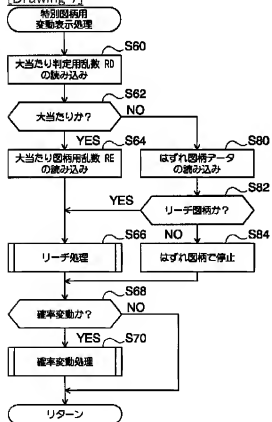 [Drawing 7]
特別図柄用
変動表示処理
S60
大当たり判定用乱数 RD
の読み込み
S62
大当たりか？
NO
YES
S64
S80
大当たり図柄用乱数 RE
の読み込み
はずれ図柄データ
の読み込み
S82
YES
リーチ図柄か？
NO
S66
S84
リーチ処理
はずれ図柄で停止
S68
確率変動か？
NO
YES
S70
確率変動処理
リターン